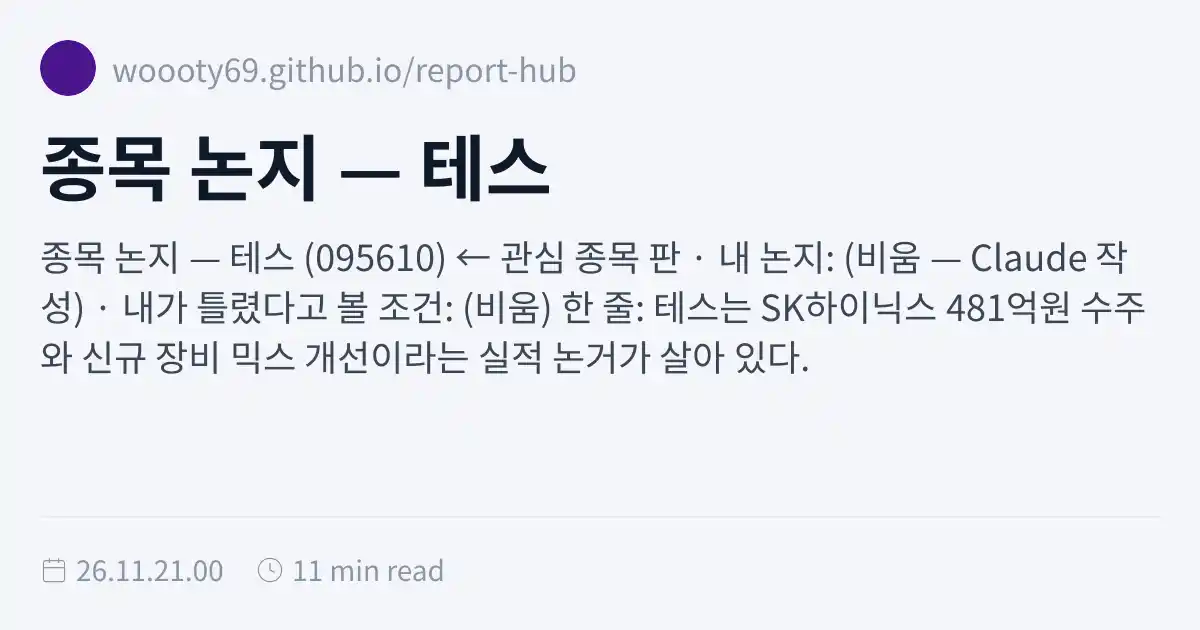 woooty69.github.io/report-hub
종목 논지 — 테스
종목 논지 — 테스 (095610) ← 관심 종목 판 · 내 논지: (비움 — Claude 작
성) · 내가 틀렸다고 볼 조건: (비움) 한 줄: 테스는 SK하이닉스 481억원 수주
와 신규 장비 믹스 개선이라는 실적 논거가 살아 있다.
26.11.21.00 11 min read